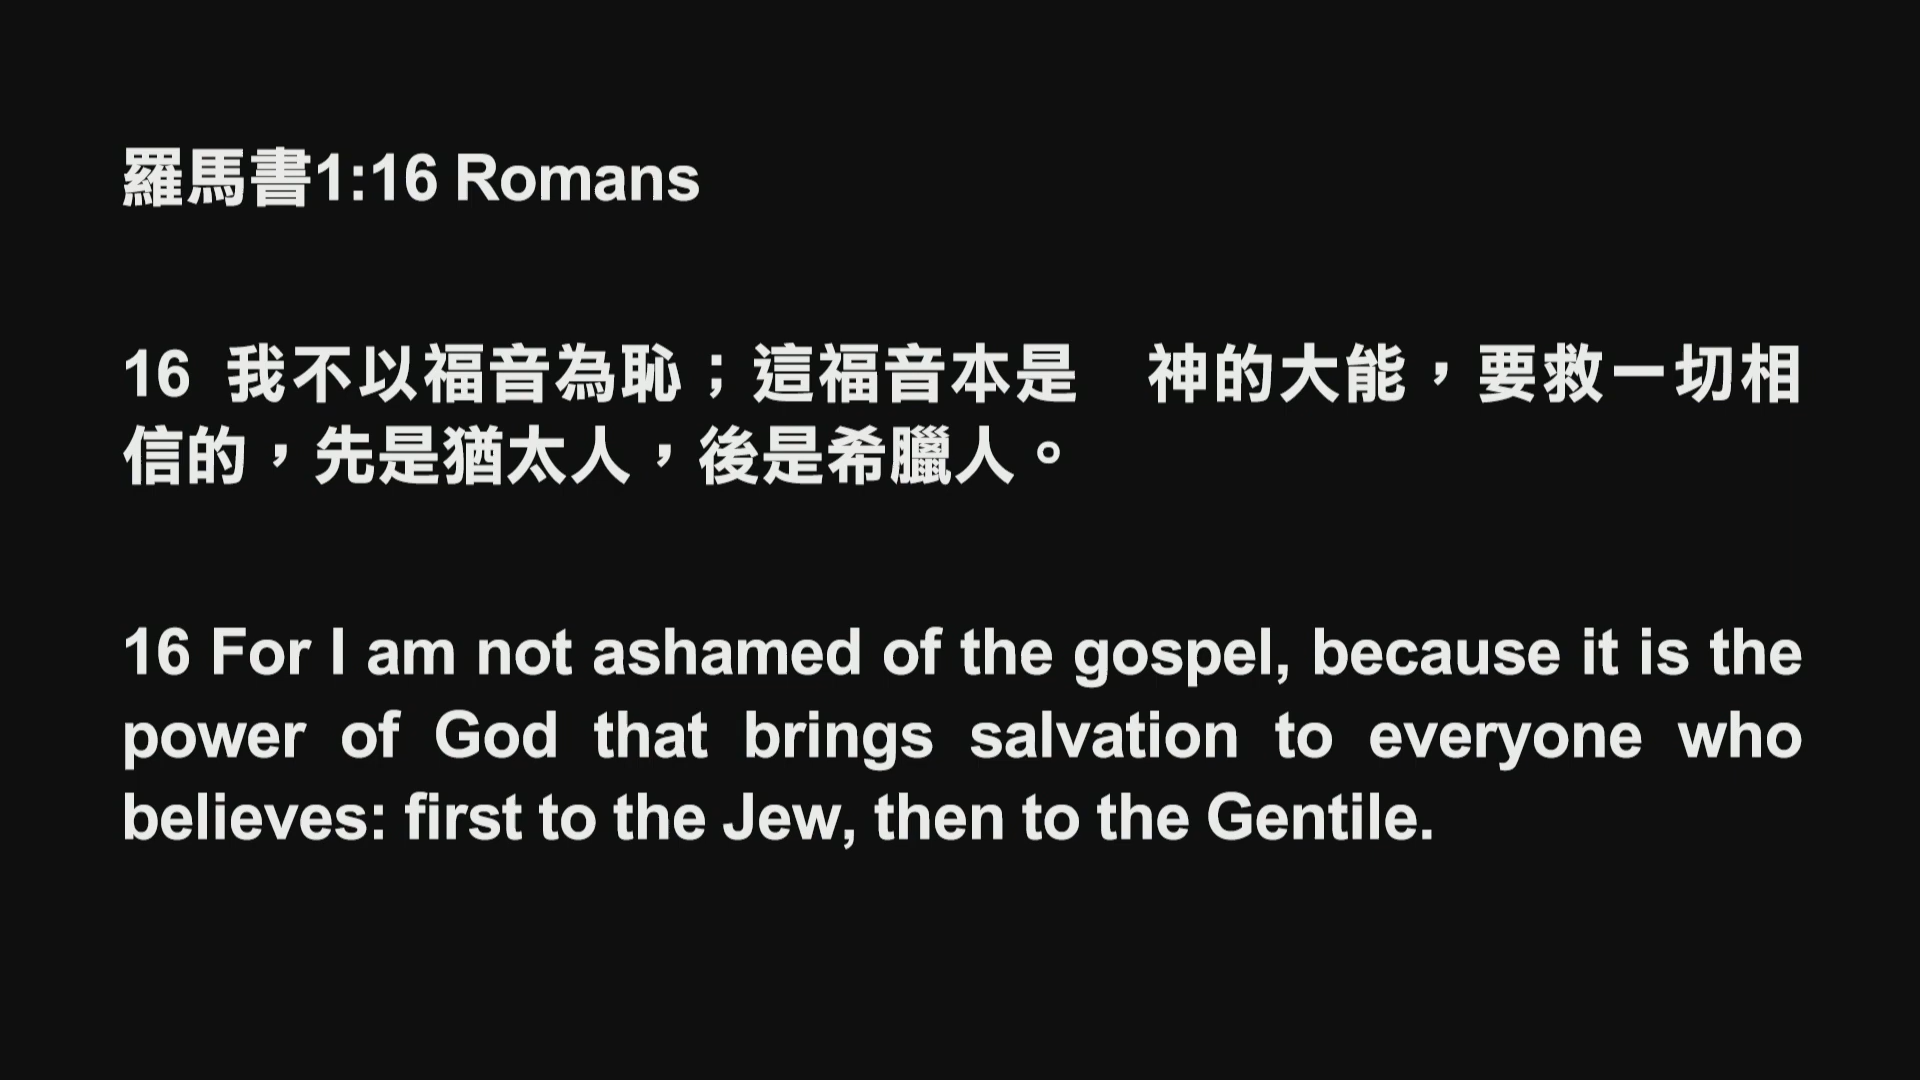 羅馬書1:16 Romans
16 我不以福音為恥；這福音本是　神的大能，要救一切相
信的，先是猶太人，後是希臘人。
16 For I am not ashamed of the gospel, because it is the
power of God that brings salvation to everyone who
believes: first to the Jew, then to the Gentile.